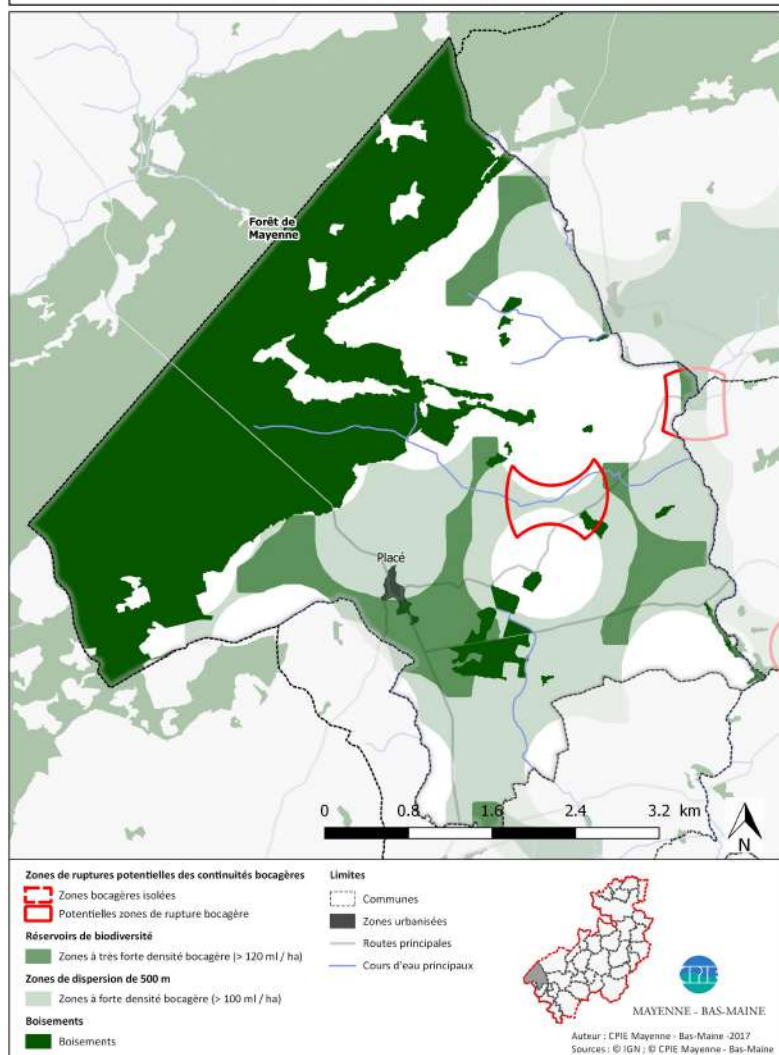 Forêt de
Mayenne
Placé
0 0.8 1.6 2.4 3.2 km
N
Zones de ruptures potentielles des continuités bocagères
Zones bocagères isolées
Potentielles zones de rupture bocagère
Réservoirs de biodiversité
Zones à très forte densité bocagère (> 120 ml / ha)
Zones de dispersion de 500 m
Zones à forte densité bocagère (> 100 ml / ha)
Boisements
Boisements
Limites
Communes
Zones urbanisées
Routes principales
Cours d'eau principaux
CPIE
MAYENNE - BAS-MAINE
Auteur : CPIE Mayenne - Bas-Maine -2017
Sources : © IGN ; © CPIE Mayenne - Bas-Maine